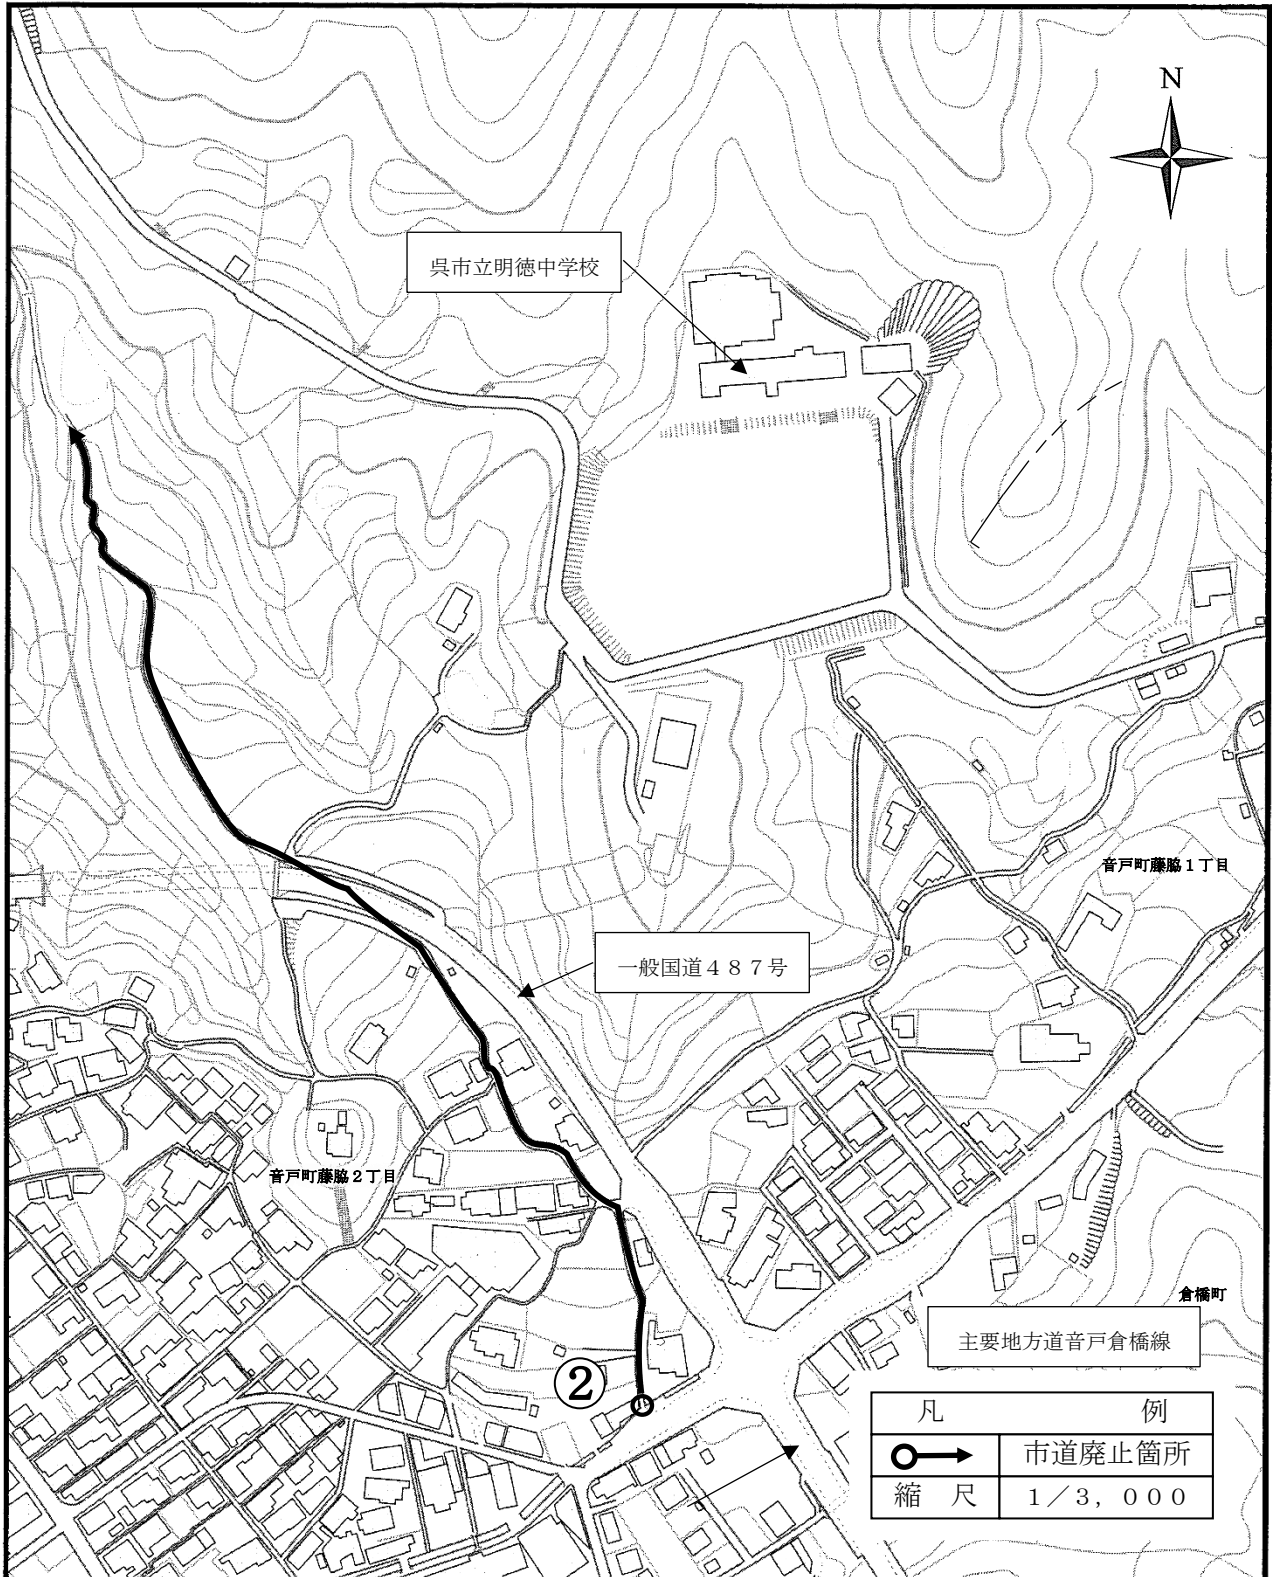 N
呉市立明徳中学校
音戸町藤脇１丁目
一般国道４８７号
音戸町藤脇２丁目
倉橋町
主要地方道音戸倉橋線
②
凡 例
市道廃止箇所
縮 尺 １／３，０００